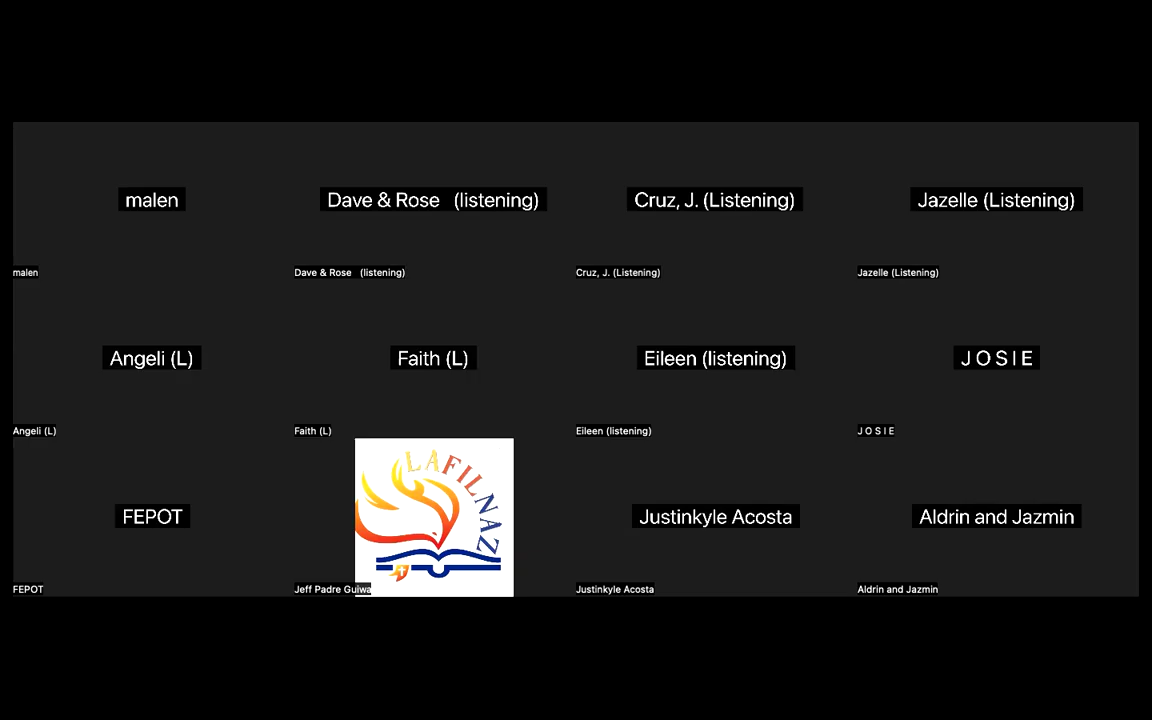 malen
Dave & Rose (listening)
Cruz, J. (Listening)
Jazelle (Listening)
malen
Dave & Rose (listening)
Cruz, J. (Listening)
Jazelle (Listening)
Angeli (L)
Faith (L)
Eileen (listening)
J O S I E
Angeli (L)
Faith (L)
Eileen (listening)
J O S I E
LAFILNAZ
FEPOT
Justinkyle Acosta
Aldrin and Jazmin
FEPOT
Jeff Padre Guiwa
Justinkyle Acosta
Aldrin and Jazmin